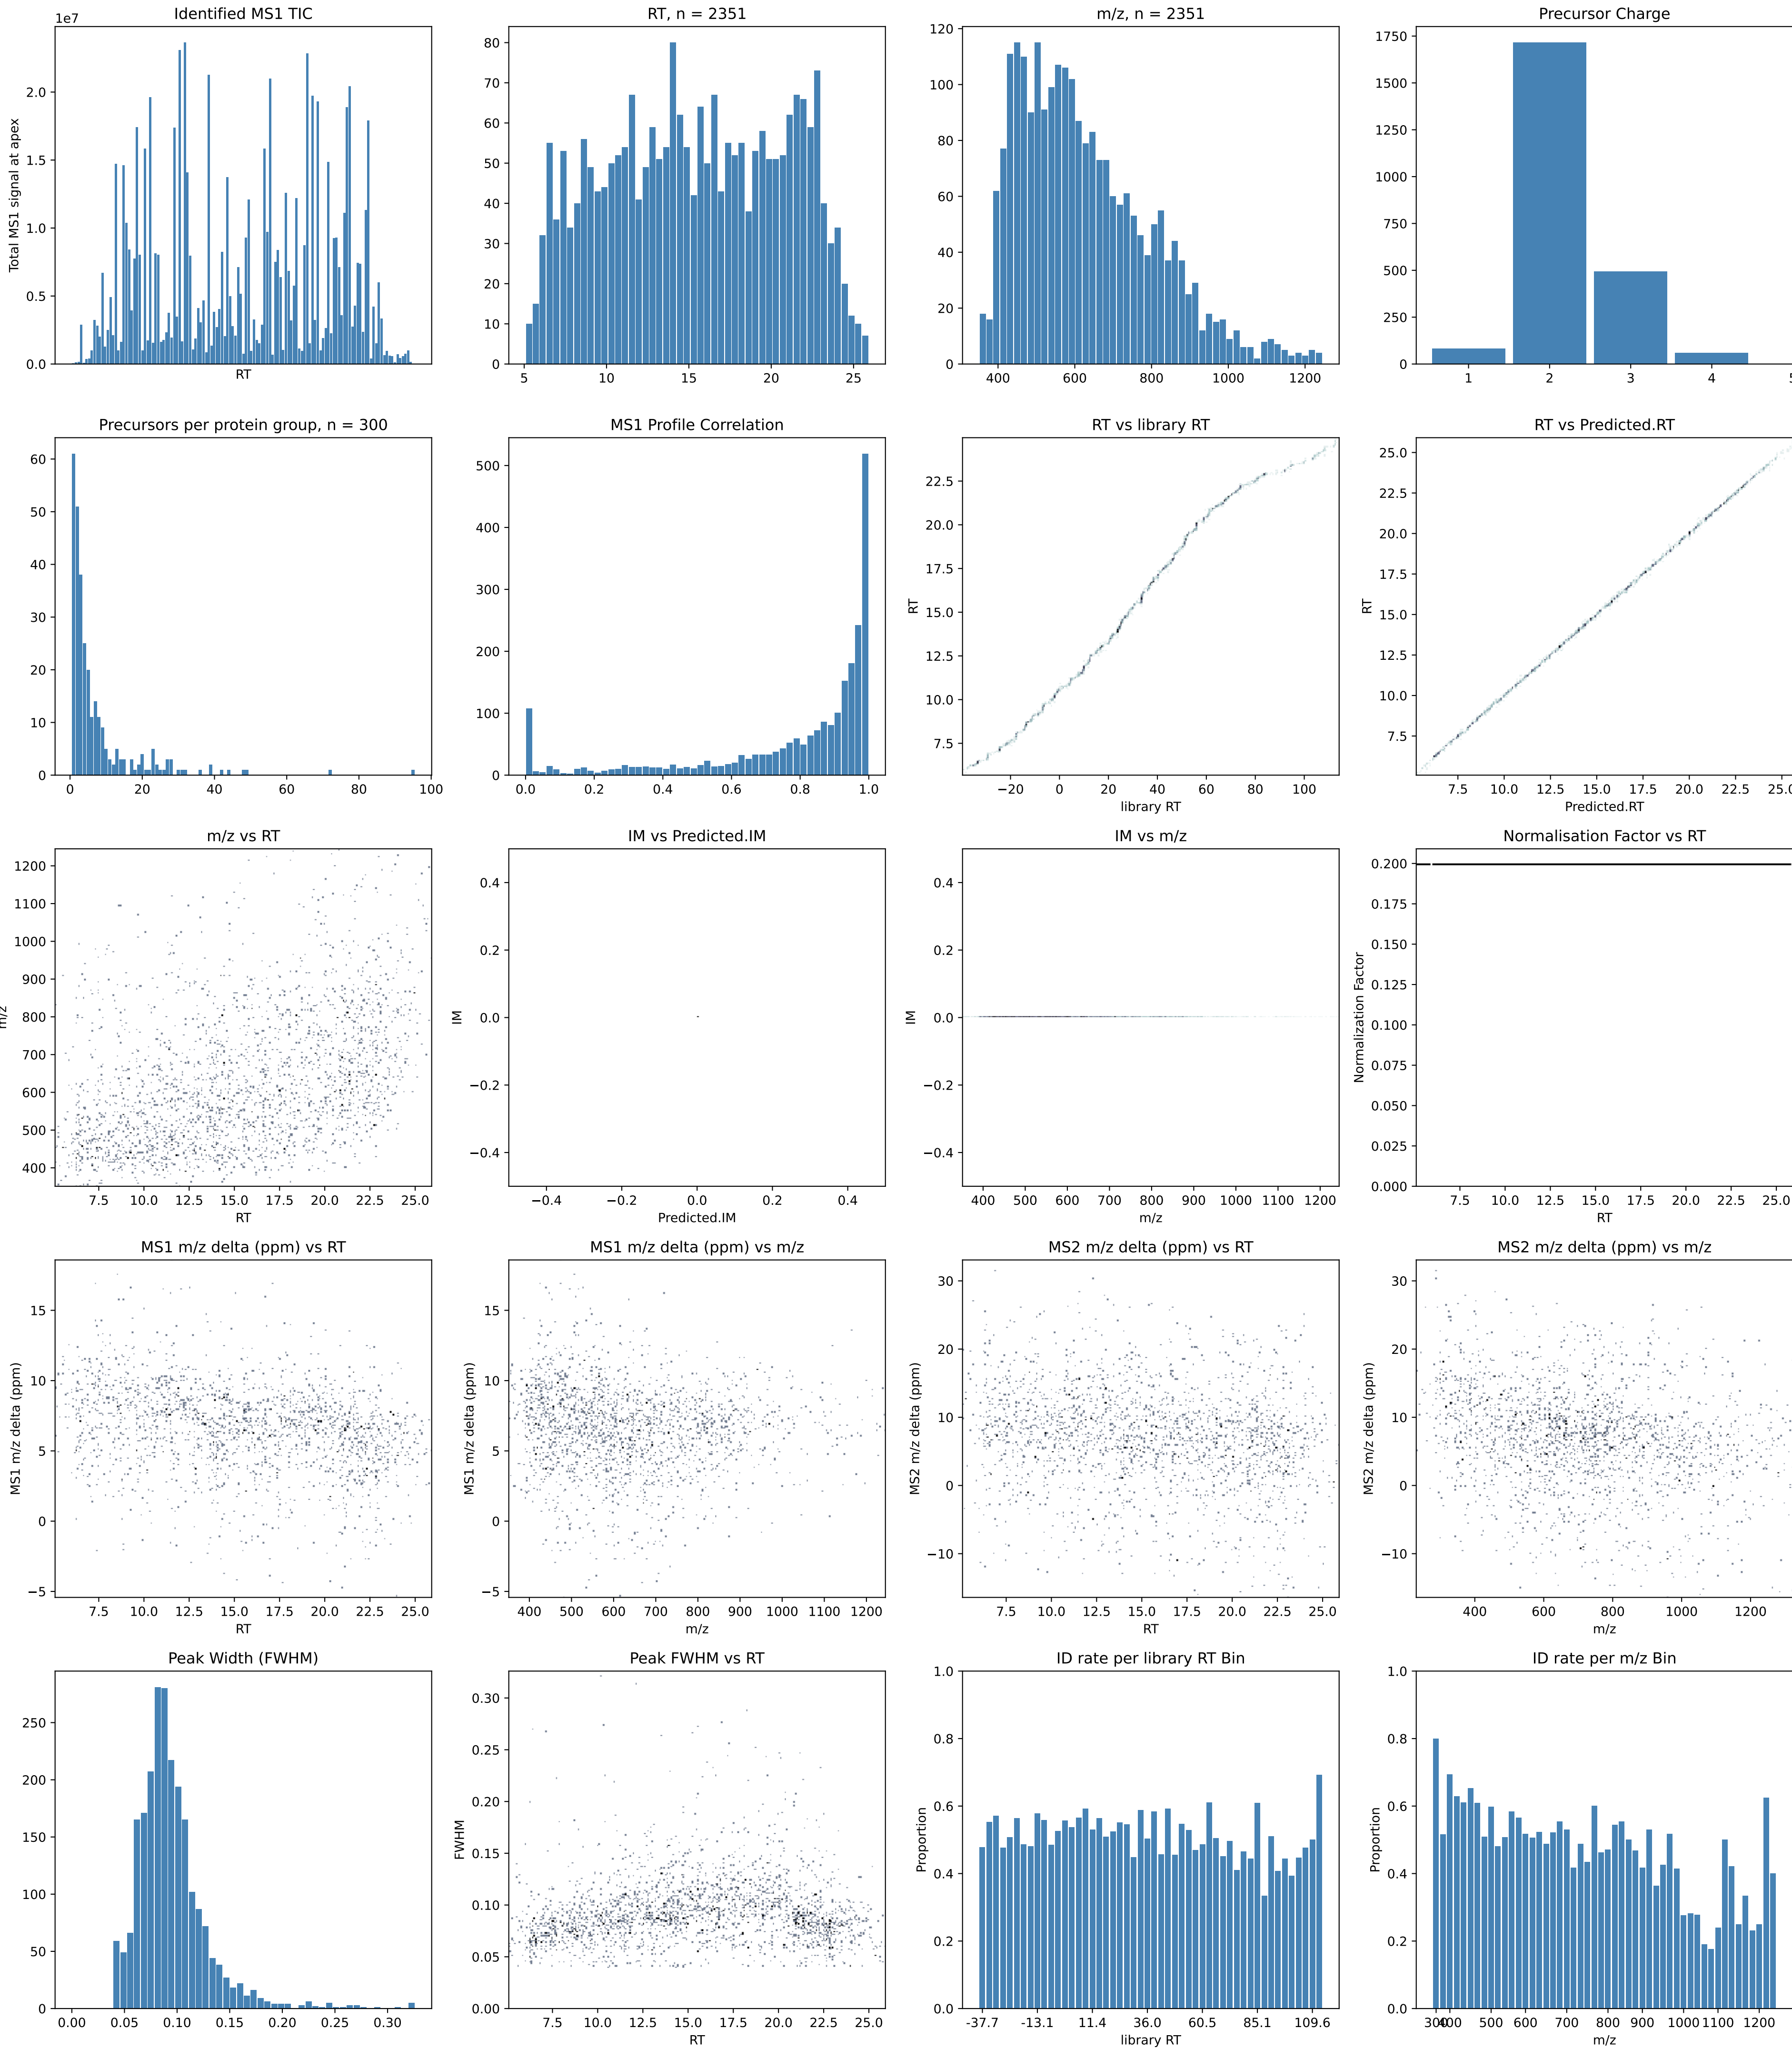 Identified MS1 TIC
1e7
Total MS1 signal at apex
2.0
1.5
1.0
0.5
0.0
RT
RT, n = 2351
80
70
60
50
40
30
20
10
0
5 10 15 20 25
m/z, n = 2351
120
100
80
60
40
20
0
400 600 800 1000 1200
Precursor Charge
1750
1500
1250
1000
750
500
250
0
1 2 3 4 5
Precursors per protein group, n = 300
60
50
40
30
20
10
0
0 20 40 60 80 100
MS1 Profile Correlation
500
400
300
200
100
0
0.0 0.2 0.4 0.6 0.8 1.0
RT vs library RT
RT
22.5
20.0
17.5
15.0
12.5
10.0
7.5
−20 0 20 40 60 80 100
library RT
RT vs Predicted.RT
RT
25.0
22.5
20.0
17.5
15.0
12.5
10.0
7.5
7.5 10.0 12.5 15.0 17.5 20.0 22.5 25.0
Predicted.RT
m/z vs RT
m/z
1200
1100
1000
900
800
700
600
500
400
7.5 10.0 12.5 15.0 17.5 20.0 22.5 25.0
RT
IM vs Predicted.IM
IM
0.4
0.2
0.0
−0.2
−0.4
−0.4 −0.2 0.0 0.2 0.4
Predicted.IM
IM vs m/z
IM
0.4
0.2
0.0
−0.2
−0.4
400 500 600 700 800 900 1000 1100 1200
m/z
Normalisation Factor vs RT
Normalization Factor
0.200
0.175
0.150
0.125
0.100
0.075
0.050
0.025
0.000
7.5 10.0 12.5 15.0 17.5 20.0 22.5 25.0
RT
MS1 m/z delta (ppm) vs RT
MS1 m/z delta (ppm)
15
10
5
0
−5
7.5 10.0 12.5 15.0 17.5 20.0 22.5 25.0
RT
MS1 m/z delta (ppm) vs m/z
MS1 m/z delta (ppm)
15
10
5
0
−5
400 500 600 700 800 900 1000 1100 1200
m/z
MS2 m/z delta (ppm) vs RT
MS2 m/z delta (ppm)
30
20
10
0
−10
7.5 10.0 12.5 15.0 17.5 20.0 22.5 25.0
RT
MS2 m/z delta (ppm) vs m/z
MS2 m/z delta (ppm)
30
20
10
0
−10
400 600 800 1000 1200
m/z
Peak Width (FWHM)
250
200
150
100
50
0
0.00 0.05 0.10 0.15 0.20 0.25 0.30
Peak FWHM vs RT
FWHM
0.30
0.25
0.20
0.15
0.10
0.05
0.00
7.5 10.0 12.5 15.0 17.5 20.0 22.5 25.0
RT
ID rate per library RT Bin
Proportion
1.0
0.8
0.6
0.4
0.2
0.0
-37.7 -13.1 11.4 36.0 60.5 85.1 109.6
library RT
ID rate per m/z Bin
Proportion
1.0
0.8
0.6
0.4
0.2
0.0
300 400 500 600 700 800 900 1000 1100 1200
m/z